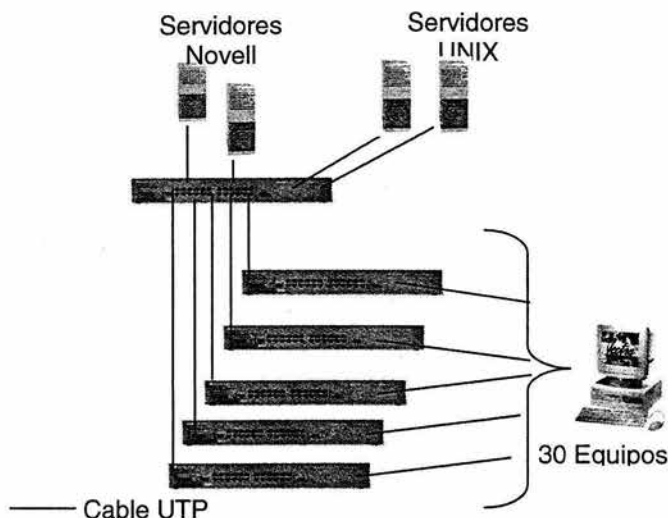 Servidores
Novell
Servidores
UNIX
30 Equipos
Cable UTP